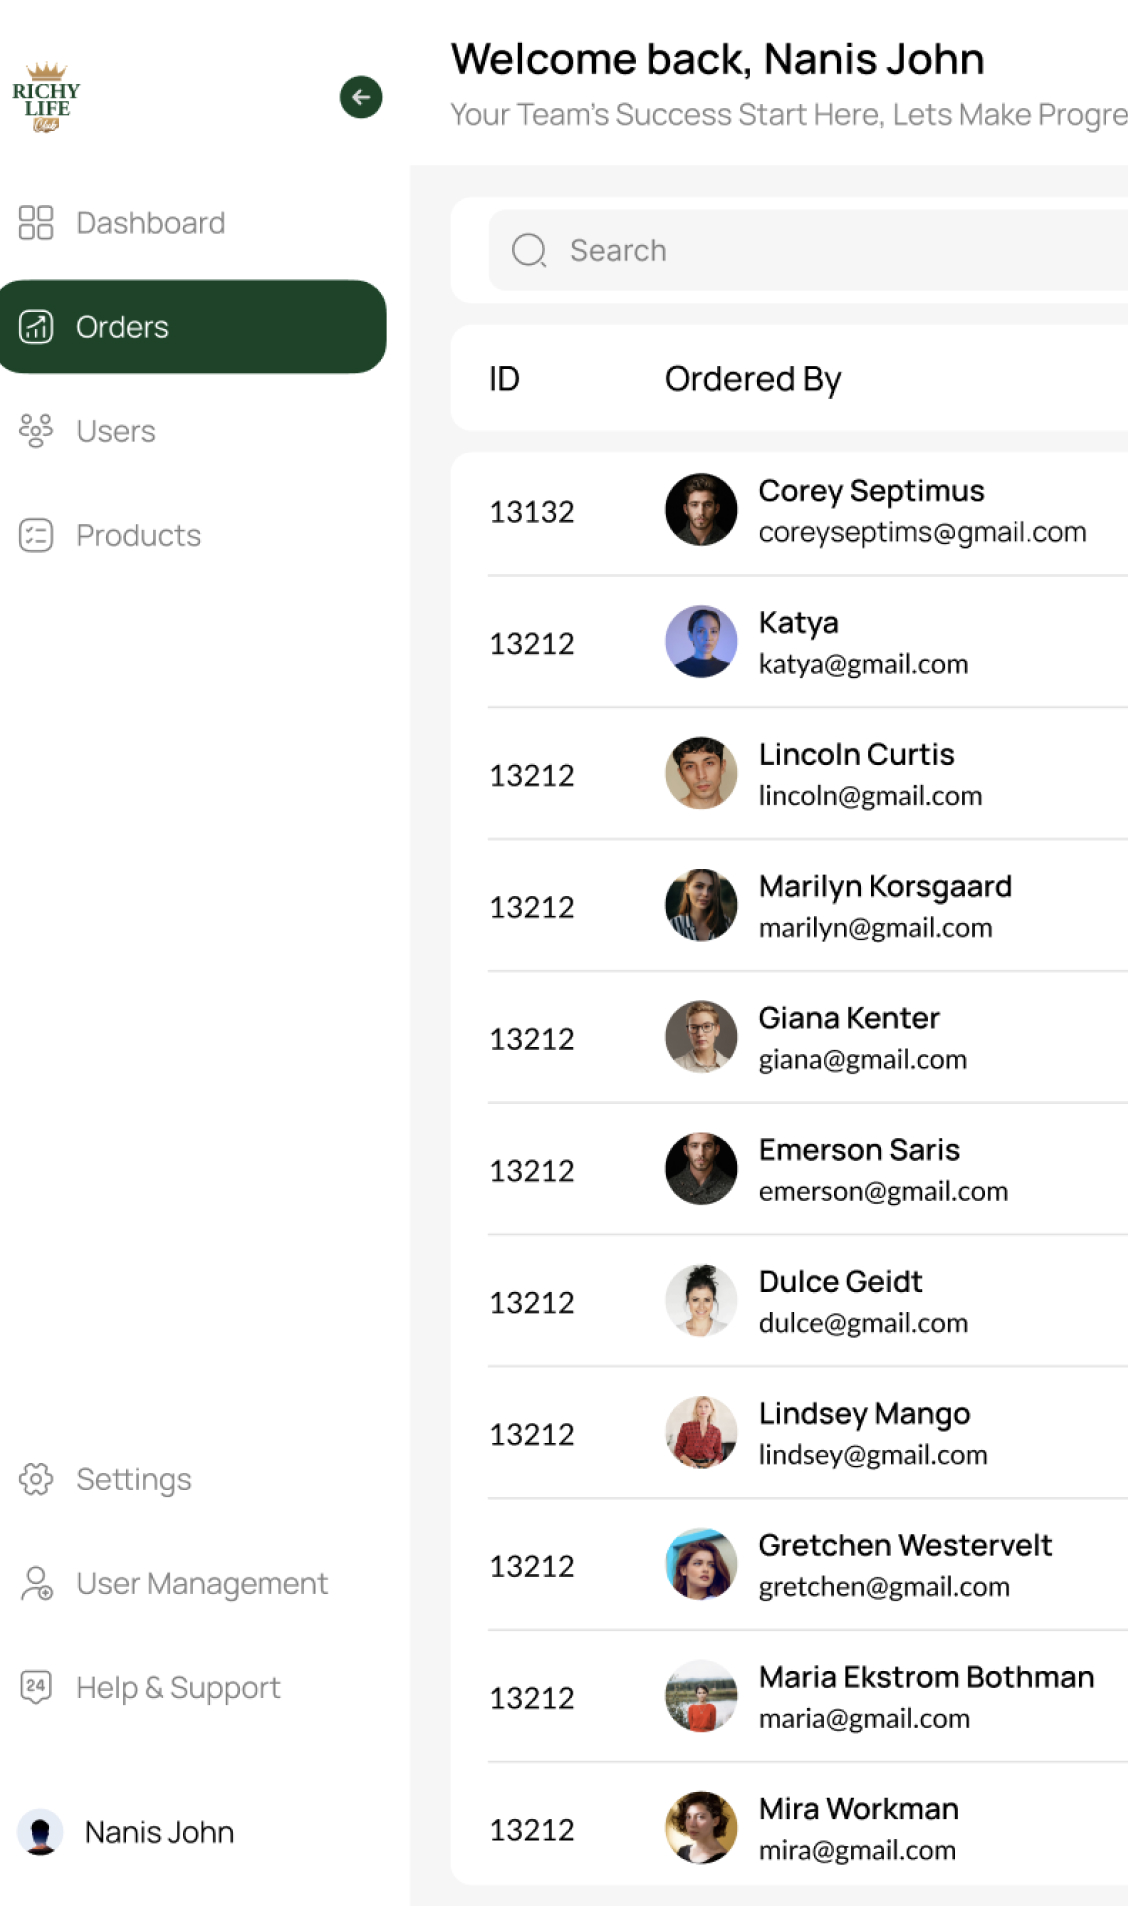 RICHY
LIFE
Club
Welcome back, Nanis John
Your Team's Success Start Here, Lets Make Progre
Dashboard
Orders
Users
Products
Settings
User Management
24
Help & Support
Nanis John
Search
ID Ordered By
13132 Corey Septimus
coreyseptims@gmail.com
13212 Katya
katya@gmail.com
13212 Lincoln Curtis
lincoln@gmail.com
13212 Marilyn Korsgaard
marilyn@gmail.com
13212 Giana Kenter
giana@gmail.com
13212 Emerson Saris
emerson@gmail.com
13212 Dulce Geidt
dulce@gmail.com
13212 Lindsey Mango
lindsey@gmail.com
13212 Gretchen Westervelt
gretchen@gmail.com
13212 Maria Ekstrom Bothman
maria@gmail.com
13212 Mira Workman
mira@gmail.com